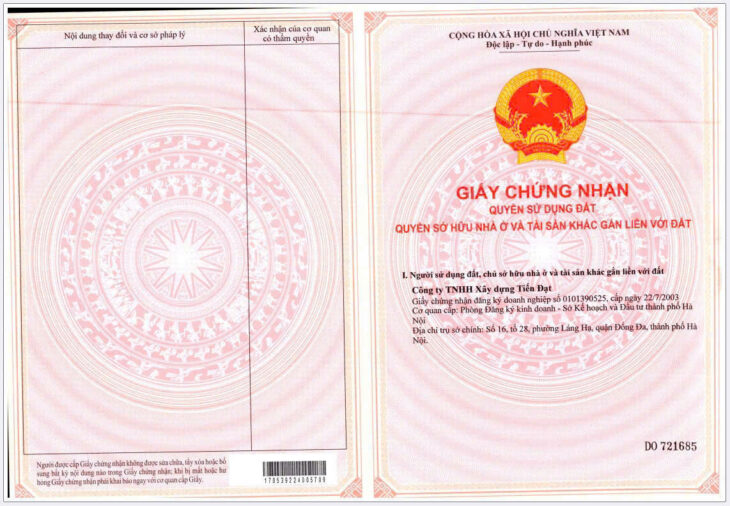 Nội dung thay đổi và cơ sở pháp lý
Xác nhận của cơ quan
có thẩm quyền
Người được cấp Giấy chứng nhận không được sửa chữa, tẩy xóa hoặc bổ
sung bất kỳ nội dung nào trong Giấy chứng nhận; khi bị mất hoặc hư
hỏng Giấy chứng nhận phải khai báo ngay với cơ quan cấp Giấy.
CỘNG HÒA XÃ HỘI CHỦ NGHĨA VIỆT NAM
Độc lập - Tự do - Hạnh phúc
GIẤY CHỨNG NHẬN
QUYỀN SỬ DỤNG ĐẤT
QUYỀN SỞ HỮU NHÀ Ở VÀ TÀI SẢN KHÁC GẮN LIỀN VỚI ĐẤT
I. Người sử dụng đất, chủ sở hữu nhà ở và tài sản khác gắn liền với đất
Công ty TNHH Xây dựng Tiến Đạt
Giấy chứng nhận đăng ký doanh nghiệp số 0101390525, cấp ngày 22/7/2003
Cơ quan cấp: Phòng Đăng ký kinh doanh - Sở Kế hoạch và Đầu tư thành phố Hà
Nội
Địa chỉ trụ sở chính: Số 16, tổ 28, phường Láng Hạ, quận Đống Đa, thành phố Hà
Nội.
DO 721685